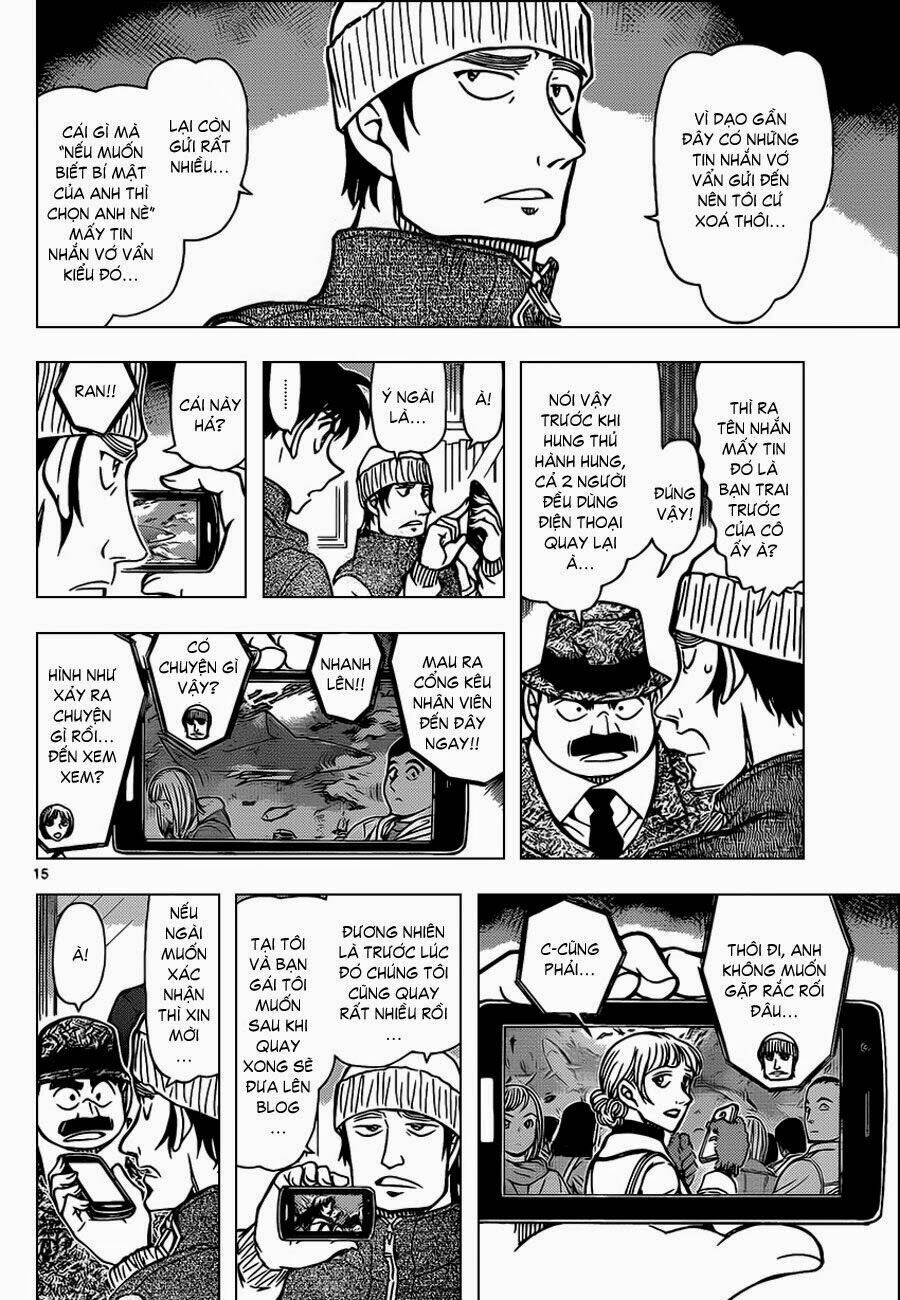 VÌ DẠO GẦN
ĐÂY CÓ NHỮNG
TIN NHẮN VỚ
VẨN GỬI ĐẾN
NÊN TÔI CỨ
XOÁ THÔI...
LẠI CÒN
GỬI RẤT
NHIỀU...
CÁI GÌ MÀ
"NẾU MUỐN
BIẾT BÍ MẬT
CỦA ANH THÌ
CHỌN ANH NÈ"
MẤY TIN
NHẮN VỚ VẨN
KIỂU ĐÓ...
THÌ RA
TÊN NHẮN
MẤY TIN
ĐÓ LÀ
BẠN TRAI
TRƯỚC
CỦA CÔ
ẤY À?
ĐÚNG
VẬY!
NÓI VẬY
TRƯỚC KHI
HUNG THỦ
HÀNH HUNG,
CẢ 2 NGƯỜI
ĐỀU DÙNG
ĐIỆN THOẠI
QUAY LẠI
À...
À!
Ý NGÀI
LÀ...
.........
CÁI NÀY
HẢ?
RAN!!
MAU RA
CỔNG KÊU
NHÂN VIÊN
ĐẾN ĐÂY
NGAY!!
NHANH
LÊN!!
CÓ
CHUYỆN GÌ
VẬY?
HÌNH NHƯ
XẢY RA
CHUYỆN
GÌ RỒI...
ĐẾN XEM
XEM?
15
THÔI ĐI, ANH
KHÔNG MUỐN
GẶP RẮC RỐI
ĐÂU...
C-CŨNG
PHẢI...
ĐƯƠNG NHIÊN
LÀ TRƯỚC LÚC
ĐÓ CHÚNG TÔI
CŨNG QUAY
RẤT NHIỀU RỒI
...
TẠI TÔI
VÀ BẠN
GÁI TÔI
MUỐN
SAU KHI
QUAY
XONG SẼ
ĐƯA LÊN
BLOG
...
NẾU
NGÀI
MUỐN
XÁC
NHẬN
THÌ XIN
MỜI
...
À!